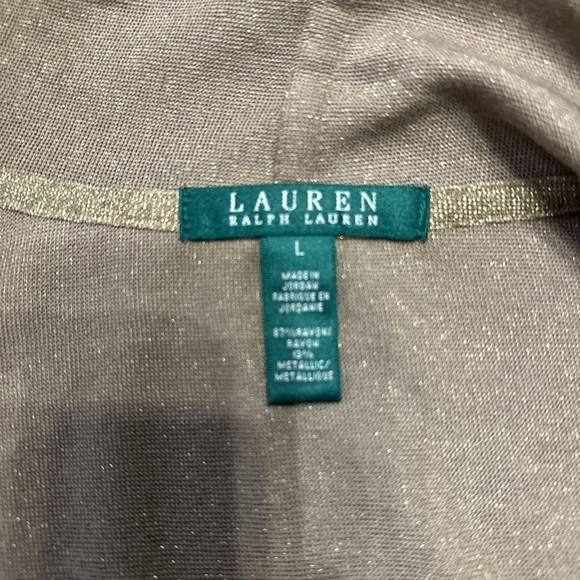 LAUREN
RALPH LAUREN
L
MADE IN
JORDAN
FABRIQUE EN
JORDANIE
87% RAYON/
RAYON
13%
METALLIC/
METALLIQUE